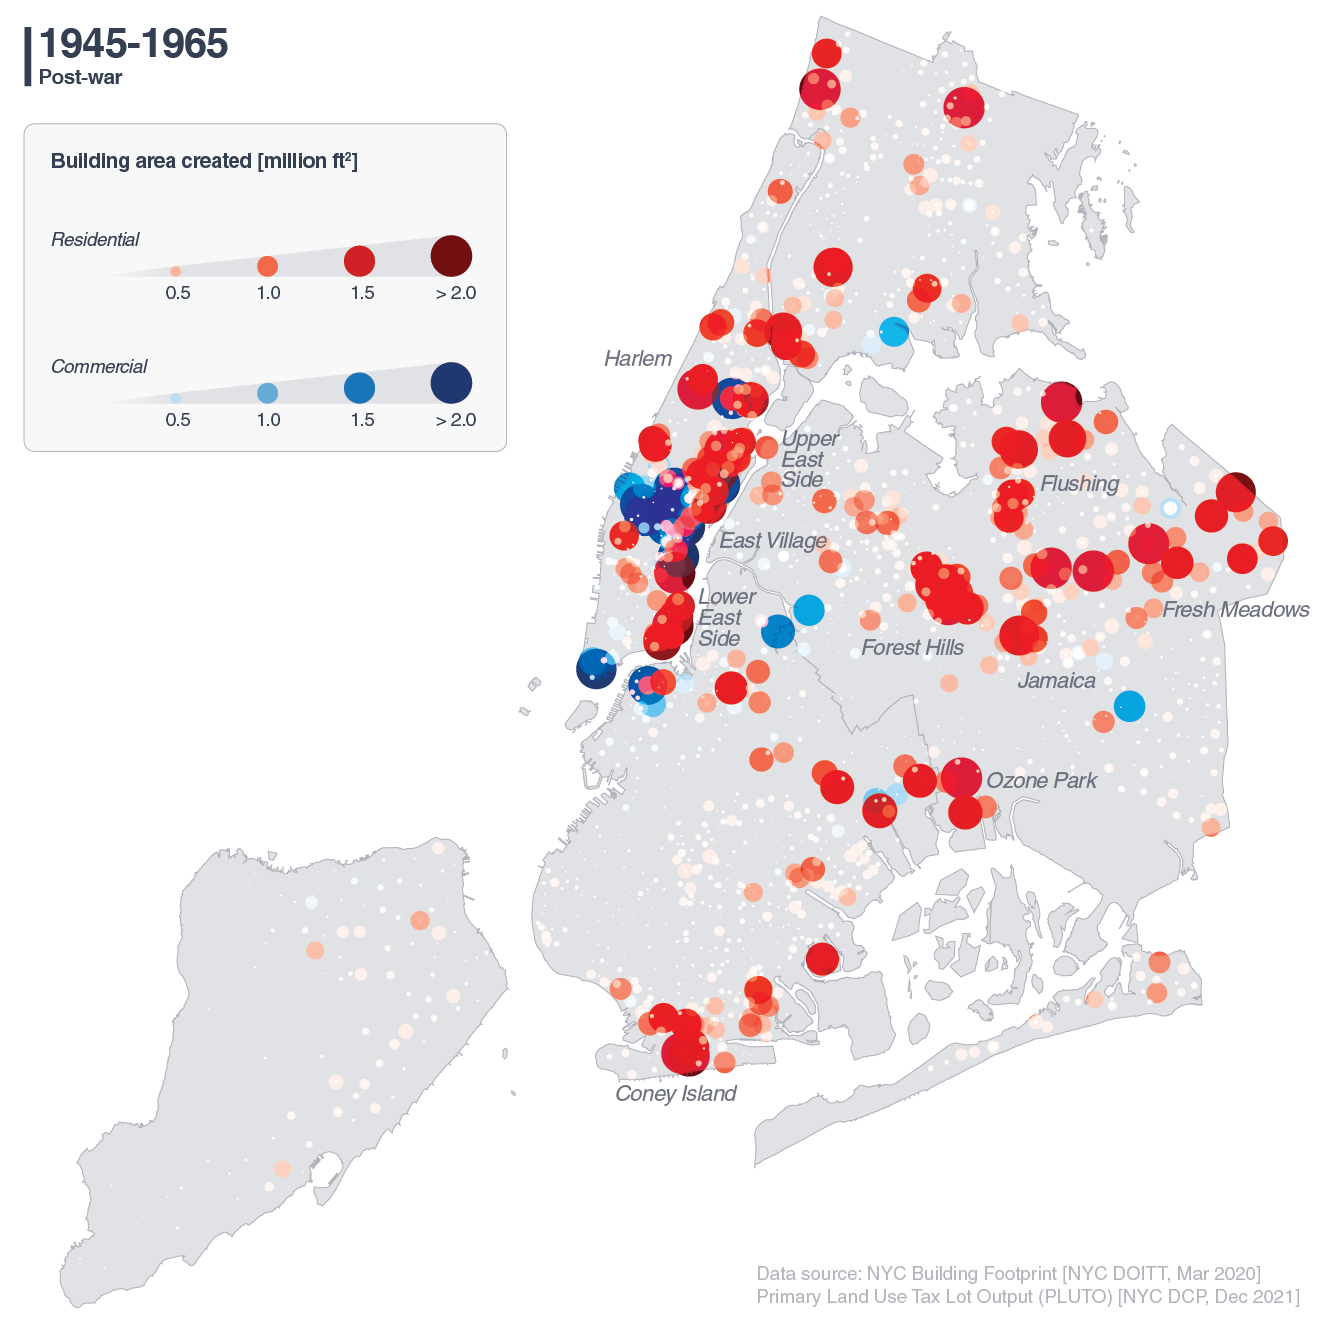 1945-1965
Post-war
Building area created [million ft²]
Residential
0.5 1.0 1.5 > 2.0
Commercial
0.5 1.0 1.5 > 2.0
Harlem
Upper
East
Side
Flushing
East Village
Lower
East
Side
Fresh Meadows
Forest Hills
Jamaica
Ozone Park
Coney Island
Data source: NYC Building Footprint [NYC DOITT, Mar 2020]
Primary Land Use Tax Lot Output (PLUTO) [NYC DCP, Dec 2021]